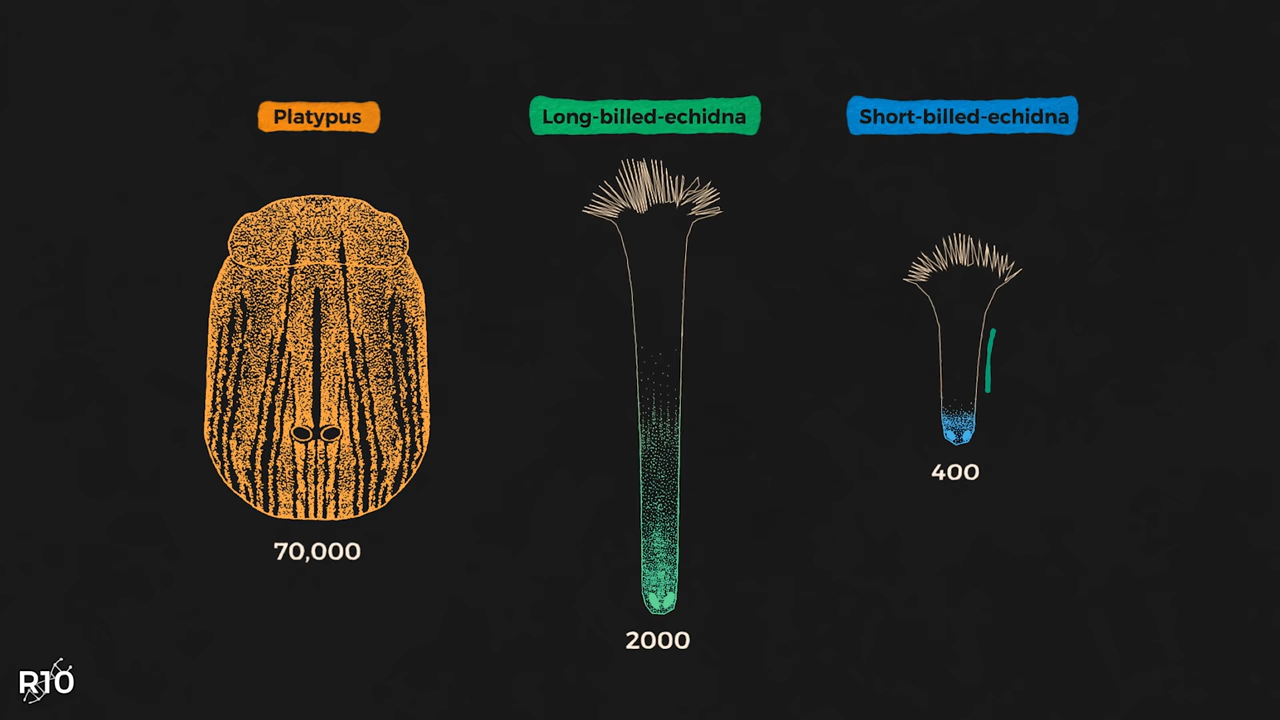 Platypus
Long-billed-echidna
Short-billed-echidna
70,000
2000
400
R10